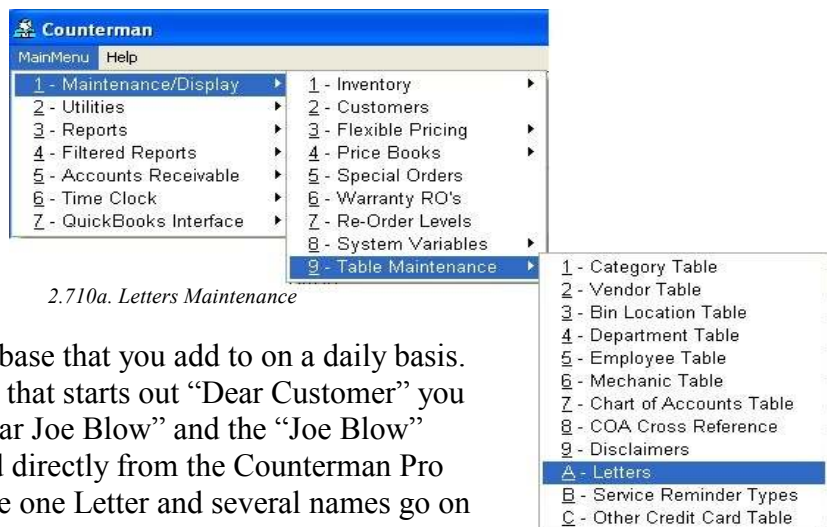 Counterman
MainMenu Help
1 - Maintenance/Display
2 - Utilities
3 - Reports
4 - Filtered Reports
5 - Accounts Receivable
6 - Time Clock
7 - QuickBooks Interface
1 - Inventory
2 - Customers
3 - Flexible Pricing
4 - Price Books
5 - Special Orders
6 - Warranty RO's
7 - Re-Order Levels
8 - System Variables
9 - Table Maintenance
1 - Category Table
2 - Vendor Table
3 - Bin Location Table
4 - Department Table
5 - Employee Table
6 - Mechanic Table
7 - Chart of Accounts Table
8 - COA Cross Reference
9 - Disclaimers
A - Letters
B - Service Reminder Types
C - Other Credit Card Table
2.710a. Letters Maintenance
base that you add to on a daily basis.
that starts out “Dear Customer” you
ar Joe Blow” and the “Joe Blow”
d directly from the Counterman Pro
e one Letter and several names go on